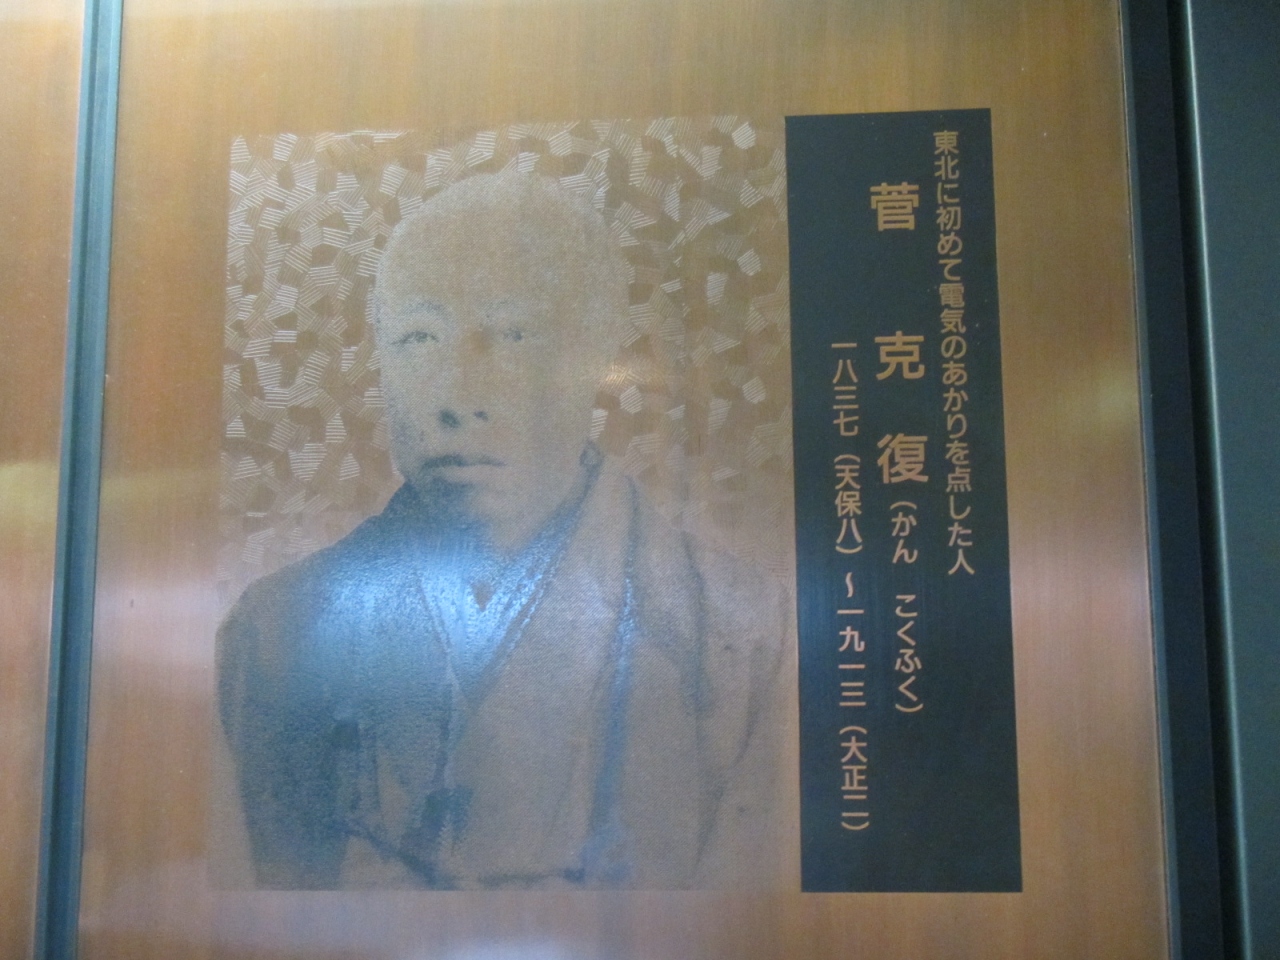 東北に初めて電気のあかりを点した人
菅 克 復（かん こくふく）
一八三七（天保八）～一九一三（大正二）